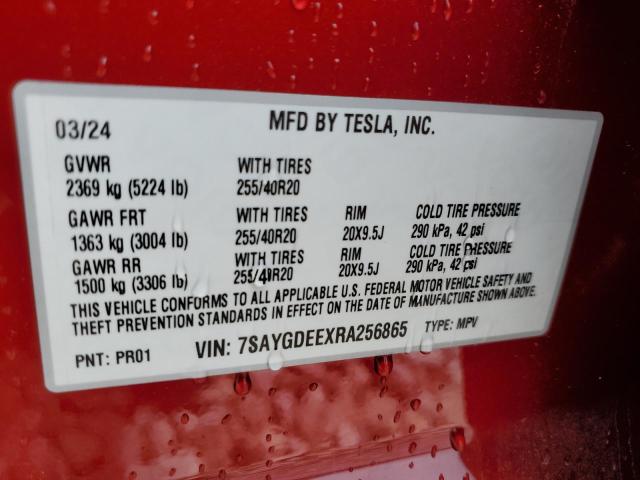 03/24 MFD BY TESLA, INC.
GVWR WITH TIRES
2369 kg (5224 lb) 255/40R20
GAWR FRT WITH TIRES RIM COLD TIRE PRESSURE
1363 kg (3004 lb) 255/40R20 20X9.5J 290 kPa, 42 psi
GAWR RR WITH TIRES RIM COLD TIRE PRESSURE
1500 kg (3306 lb) 255/40R20 20X9.5J 290 kPa, 42 psi
THIS VEHICLE CONFORMS TO ALL APPLICABLE U.S. FEDERAL MOTOR VEHICLE SAFETY AND
THEFT PREVENTION STANDARDS IN EFFECT ON THE DATE OF MANUFACTURE SHOWN ABOVE.
PNT: PR01 VIN: 7SAYGDEEXRA256865 TYPE: MPV